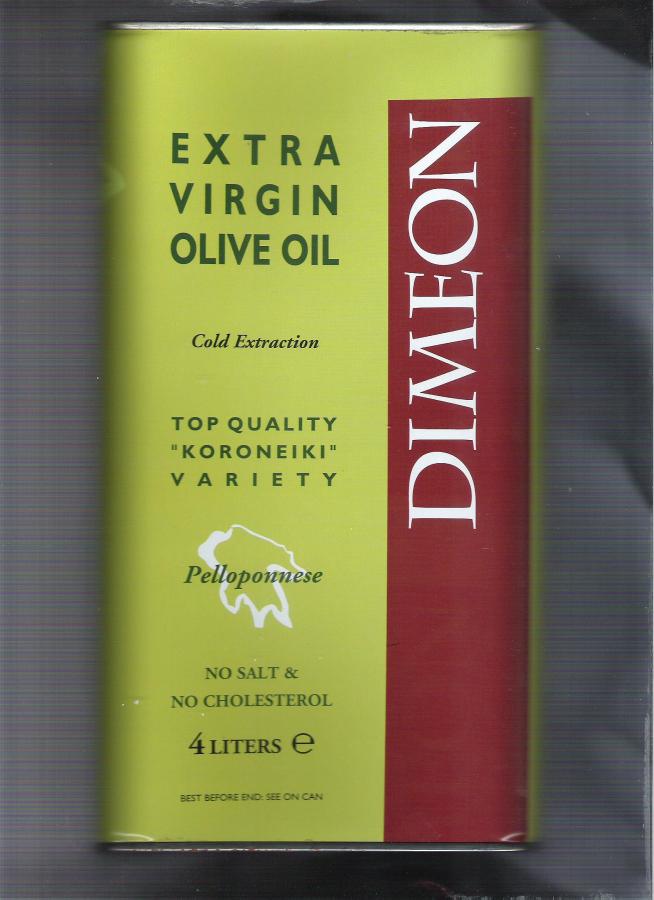 EXTRA
VIRGIN
OLIVE OIL
Cold Extraction
TOP QUALITY
"KORONEIKI"
VARIETY
Pelloponnese
NO SALT &
NO CHOLESTEROL
4 LITERS ℮
BEST BEFORE END: SEE ON CAN
DIMEON